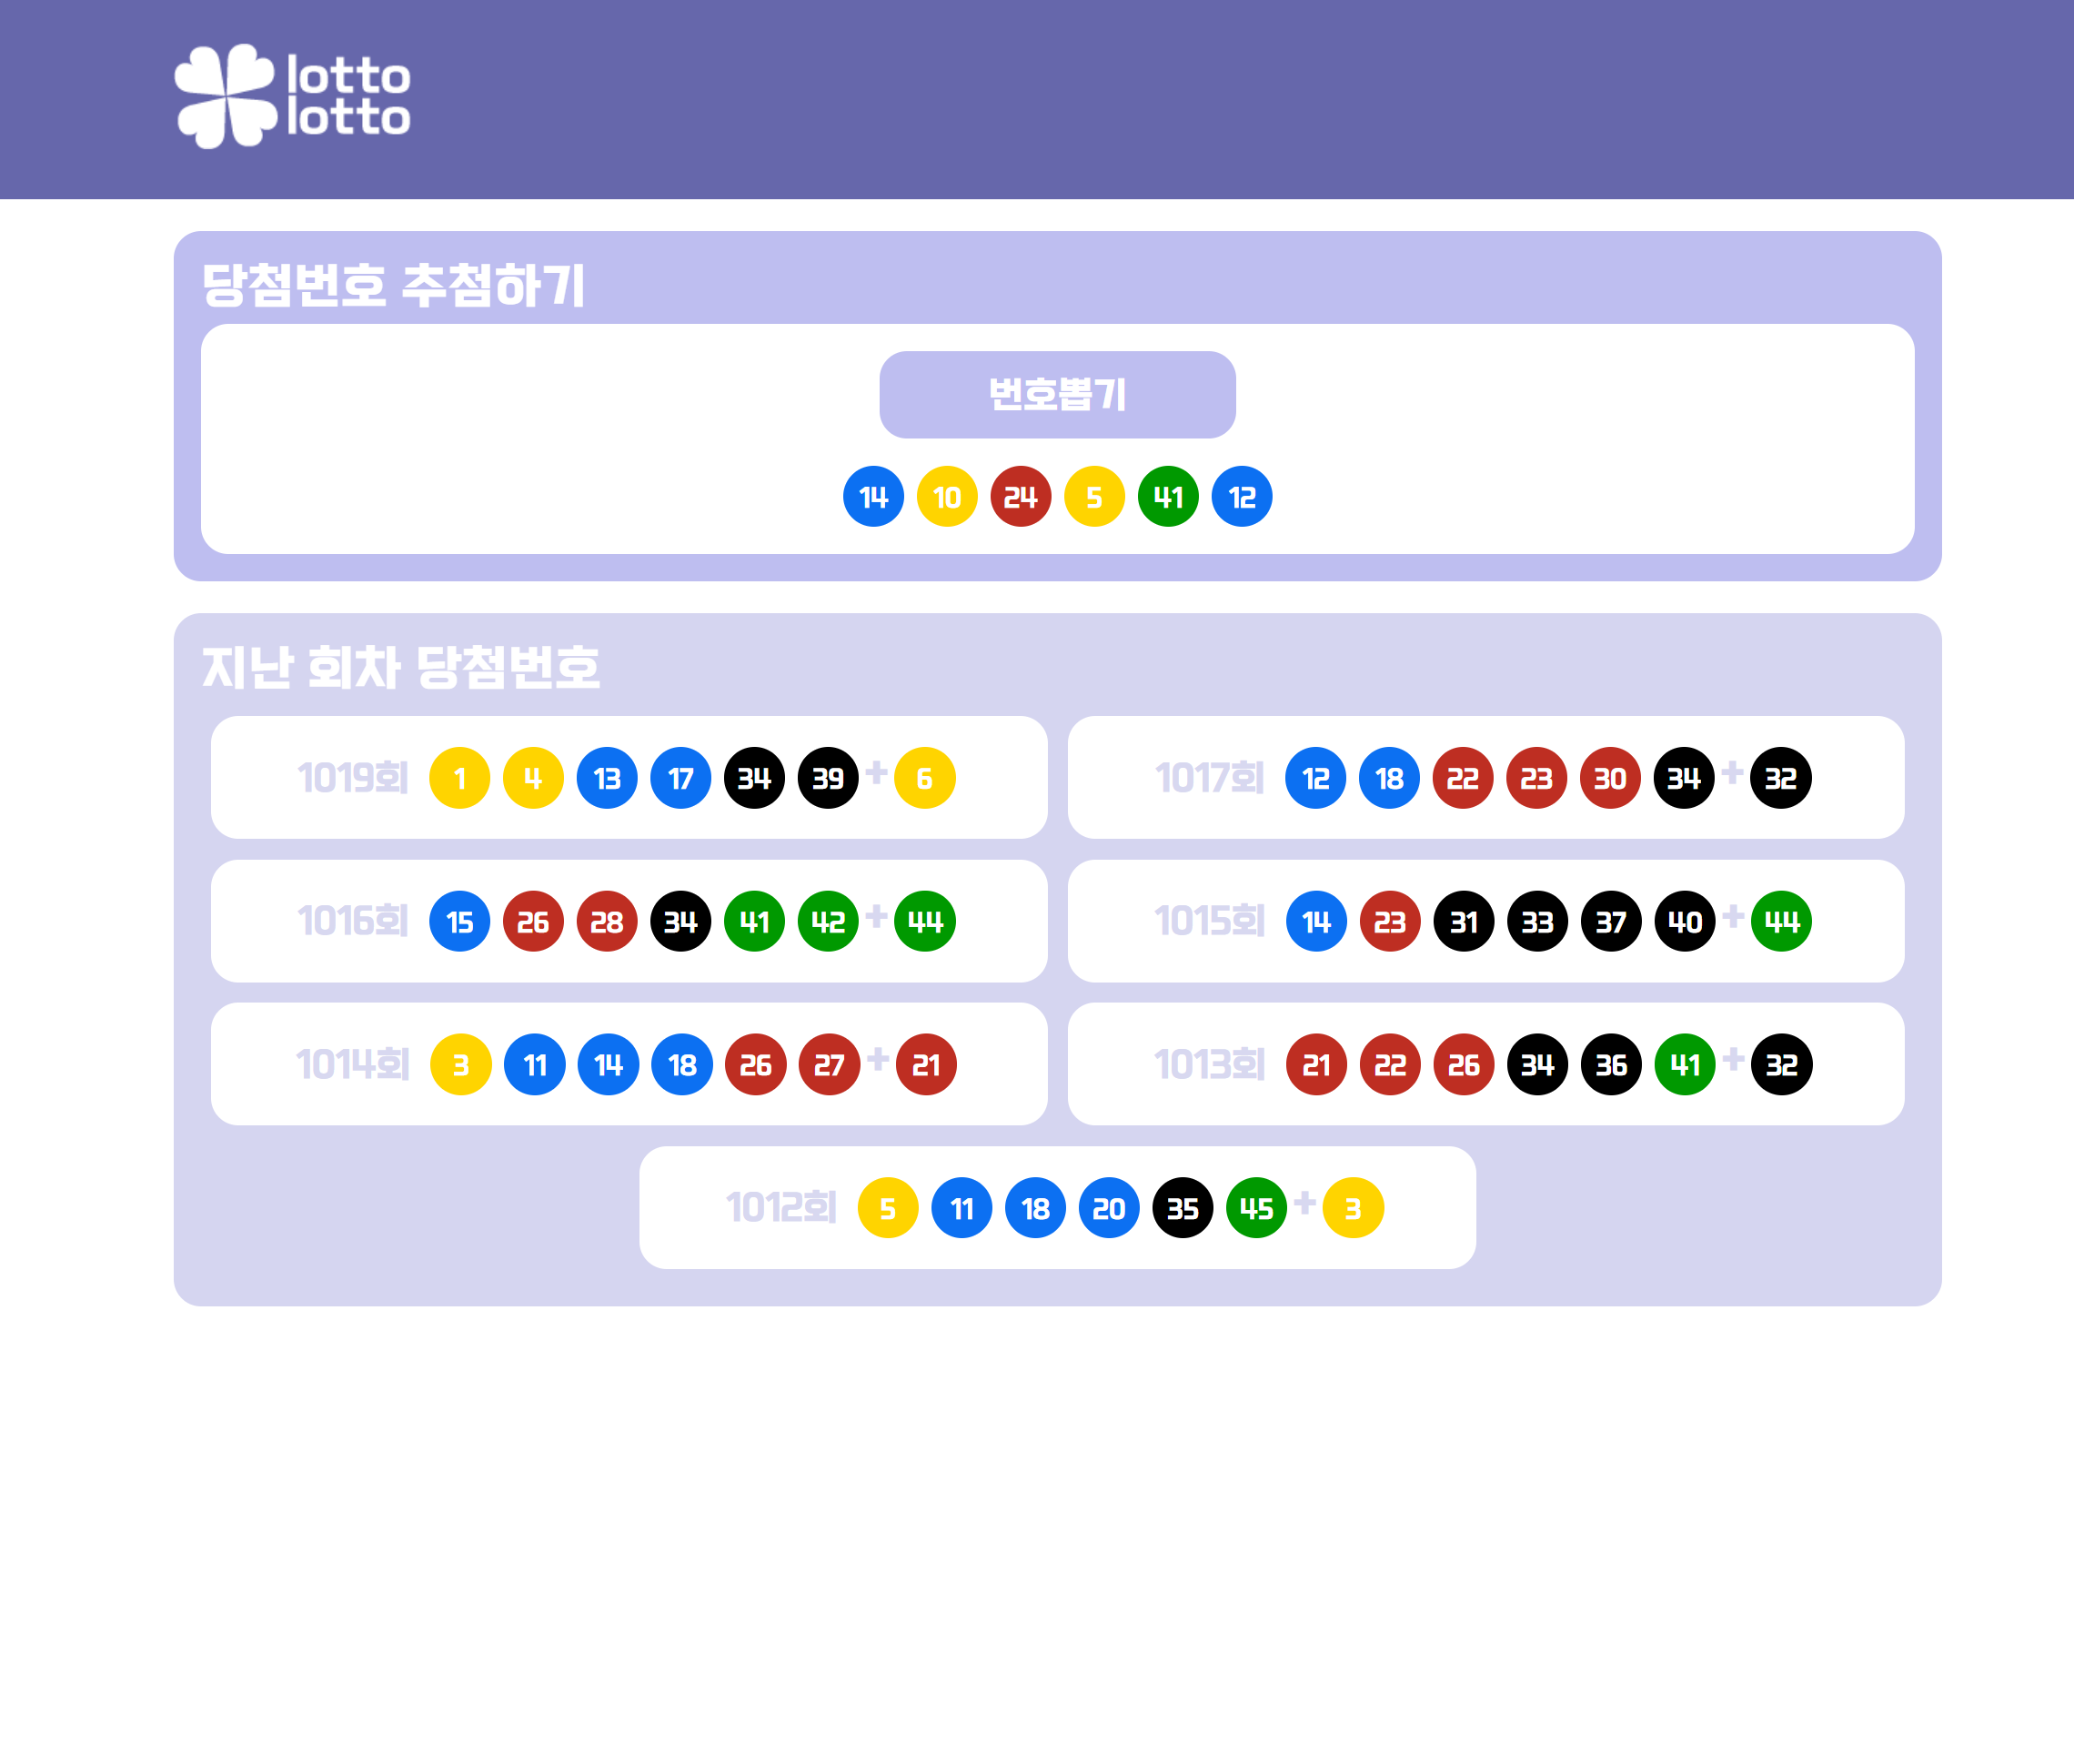 lotto
lotto
당첨번호 추첨하기
번호뽑기
14 10 24 5 41 12
지난 회차 당첨번호
1019회 1 4 13 17 34 39 + 6
1017회 12 18 22 23 30 34 + 32
1016회 15 26 28 34 41 42 + 44
1015회 14 23 31 33 37 40 + 44
1014회 3 11 14 18 26 27 + 21
1013회 21 22 26 34 36 41 + 32
1012회 5 11 18 20 35 45 + 3